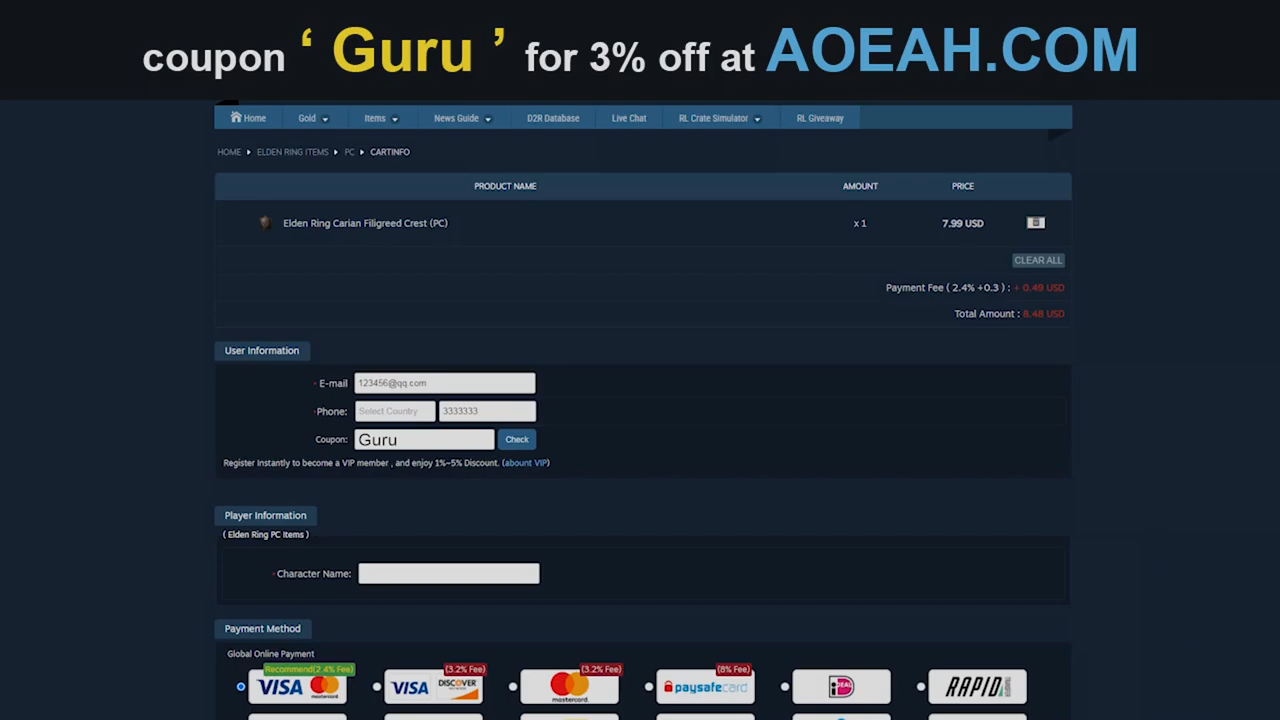 coupon ‘ Guru ’ for 3% off at AOEAH.COM
Home Gold Items News Guide D2R Database Live Chat RL Crate Simulator RL Giveaway
HOME ELDEN RING ITEMS PC CARTINFO
PRODUCT NAME AMOUNT PRICE
Elden Ring Carian Filigreed Crest (PC) x 1 7.99 USD
CLEAR ALL
Payment Fee ( 2.4% +0.3 ) : + 0.49 USD
Total Amount : 8.48 USD
User Information
* E-mail 123456@qq.com
* Phone: Select Country 3333333
Coupon: Guru Check
Register Instantly to become a VIP member , and enjoy 1%~5% Discount. (abount VIP)
Player Information
( Elden Ring PC Items )
* Character Name:
Payment Method
Global Online Payment
Recommend(2.4% Fee) (3.2% Fee) (3.2% Fee) (8% Fee)
VISA mastercard VISA DISCOVER mastercard paysafecard iDEAL RAPID